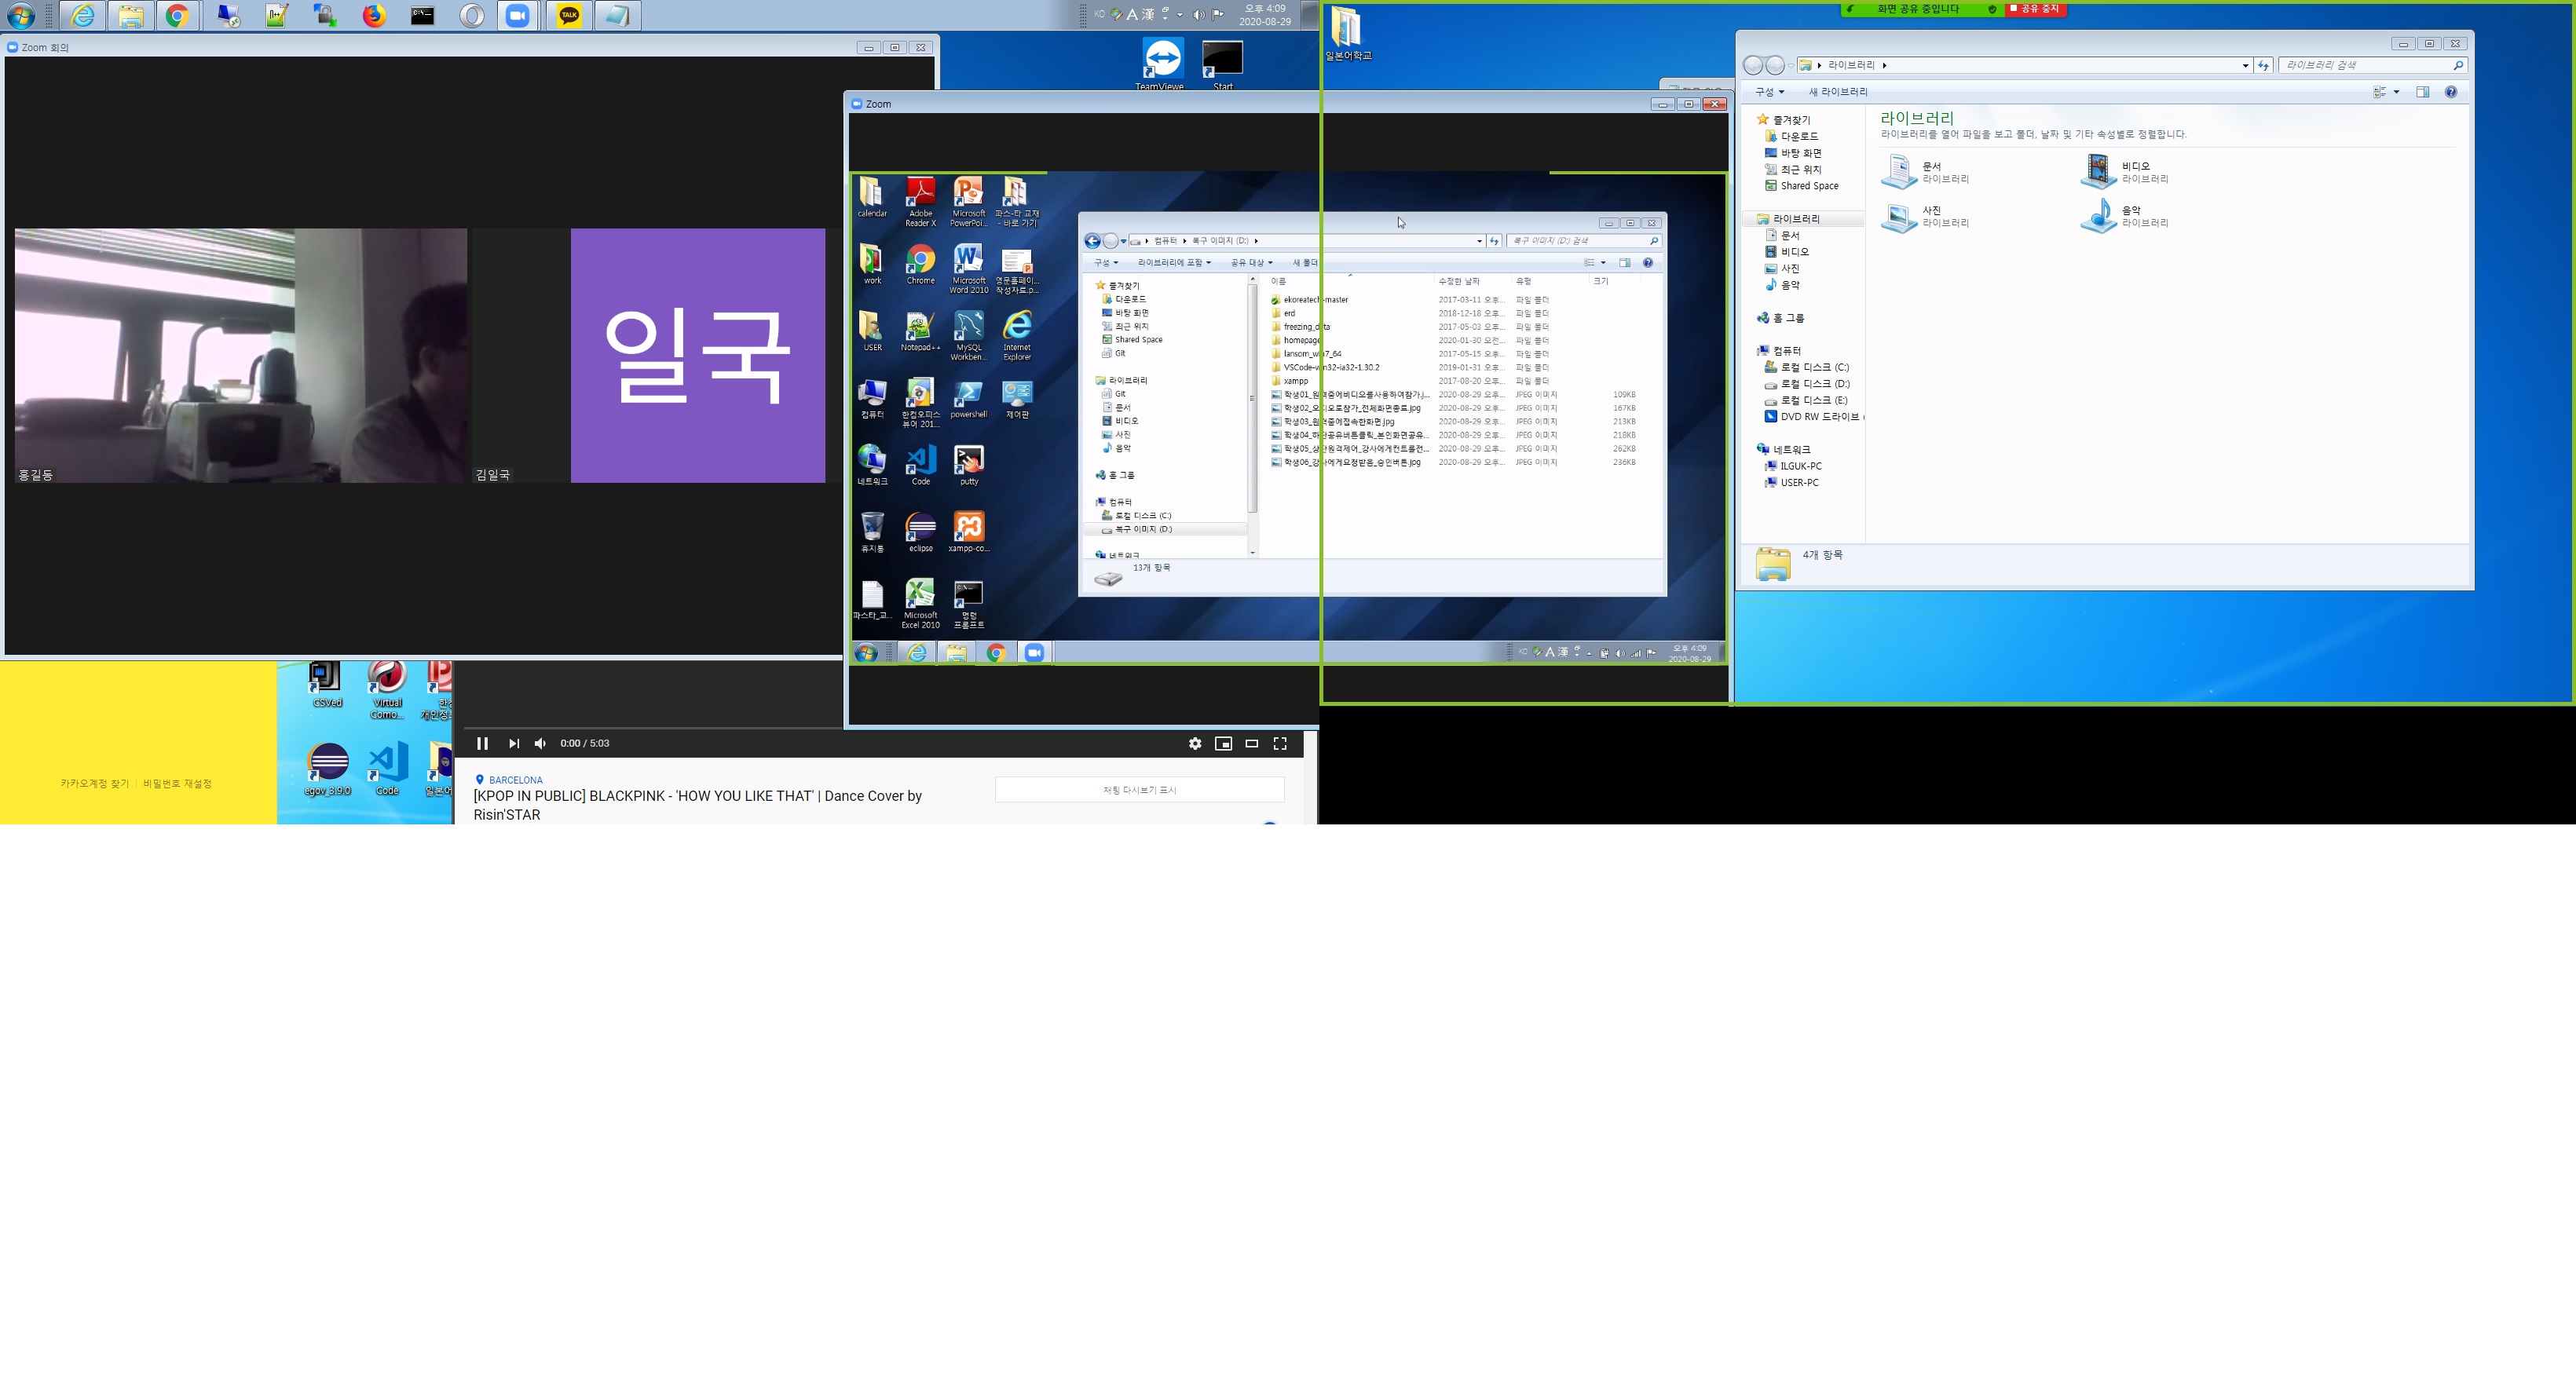 오후 4:09
2020-08-29
KO
A 漢
TALK
Zoom 회의
TeamViewe
Start
일본어학교
화면 공유 중입니다
공유 중지
Zoom
홍길동
김일국
일국
calendar
Adobe Reader X
Microsoft PowerPoi...
파스-타 교재 - 바로 가기
work
Chrome
Microsoft Word 2010
영문홈페이... 작성자료.p...
USER
Notepad++
MySQL Workben...
Internet Explorer
컴퓨터
한컴오피스 뷰어 201...
powershell
제어판
네트워크
Code
putty
휴지통
eclipse
xampp-co...
파스타_교...
Microsoft Excel 2010
명령 프롬프트
컴퓨터
복구 이미지 (D:)
복구 이미지 (D:) 검색
구성
라이브러리에 포함
공유 대상
새 폴더
즐겨찾기
다운로드
바탕 화면
최근 위치
Shared Space
Git
라이브러리
Git
문서
비디오
사진
음악
홈 그룹
컴퓨터
로컬 디스크 (C:)
복구 이미지 (D:)
네트워크
이름 수정한 날짜 유형 크기
ekoreatech-master 2017-03-11 오후... 파일 폴더
erd 2018-12-18 오후... 파일 폴더
freezing_data 2017-05-03 오후... 파일 폴더
homepage 2020-01-30 오전... 파일 폴더
lansom_win7_64 2017-05-15 오후... 파일 폴더
VSCode-win32-ia32-1.30.2 2019-01-31 오후... 파일 폴더
xampp 2017-08-20 오후... 파일 폴더
학생01_원격줌에비디오를사용하여참가.j... 2020-08-29 오후... JPEG 이미지 109KB
학생02_오디오로참가_전체화면종료.jpg 2020-08-29 오후... JPEG 이미지 167KB
학생03_원격줌어접속한화면.jpg 2020-08-29 오후... JPEG 이미지 213KB
학생04_하단공유버튼클릭_본인화면공유... 2020-08-29 오후... JPEG 이미지 218KB
학생05_상단원격제어_강사에게컨트롤전... 2020-08-29 오후... JPEG 이미지 262KB
학생06_강사에게요청받음_승인버튼.jpg 2020-08-29 오후... JPEG 이미지 236KB
13개 항목
KO
A 漢
오후 4:09
2020-08-29
라이브러리
라이브러리 검색
구성
새 라이브러리
즐겨찾기
다운로드
바탕 화면
최근 위치
Shared Space
라이브러리
문서
비디오
사진
음악
홈 그룹
컴퓨터
로컬 디스크 (C:)
로컬 디스크 (D:)
로컬 디스크 (E:)
DVD RW 드라이브
네트워크
ILGUK-PC
USER-PC
라이브러리
라이브러리를 열어 파일을 보고 폴더, 날짜 및 기타 속성별로 정렬합니다.
문서
라이브러리
비디오
라이브러리
사진
라이브러리
음악
라이브러리
4개 항목
카카오계정 찾기 | 비밀번호 재설정
CSVed
Virtual Como...
개인정
egov_3.9.0
Code
일본어
0:00 / 5:03
BARCELONA
[KPOP IN PUBLIC] BLACKPINK - 'HOW YOU LIKE THAT' | Dance Cover by
Risin'STAR
채팅 다시보기 표시